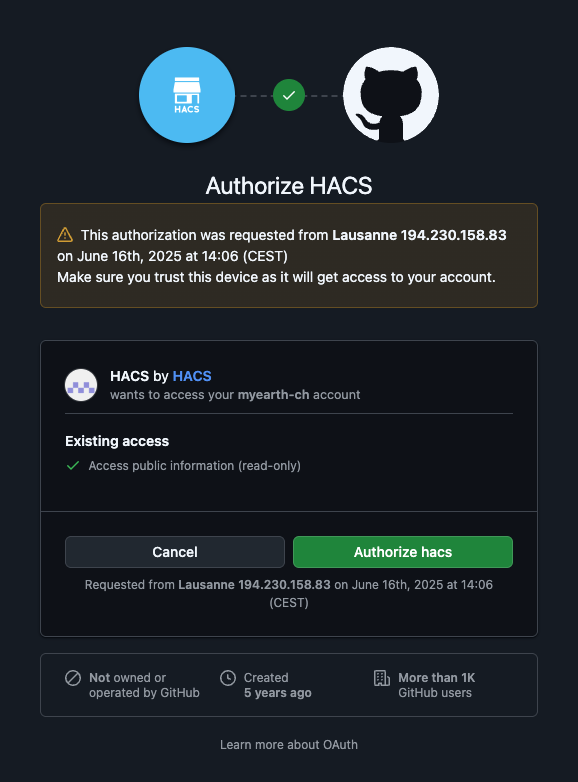 HACS
Authorize HACS
This authorization was requested from Lausanne 194.230.158.83
on June 16th, 2025 at 14:06 (CEST)
Make sure you trust this device as it will get access to your account.
HACS by HACS
wants to access your myearth-ch account
Existing access
Access public information (read-only)
Cancel
Authorize hacs
Requested from Lausanne 194.230.158.83 on June 16th, 2025 at 14:06
(CEST)
Not owned or
operated by GitHub
Created
5 years ago
More than 1K
GitHub users
Learn more about OAuth